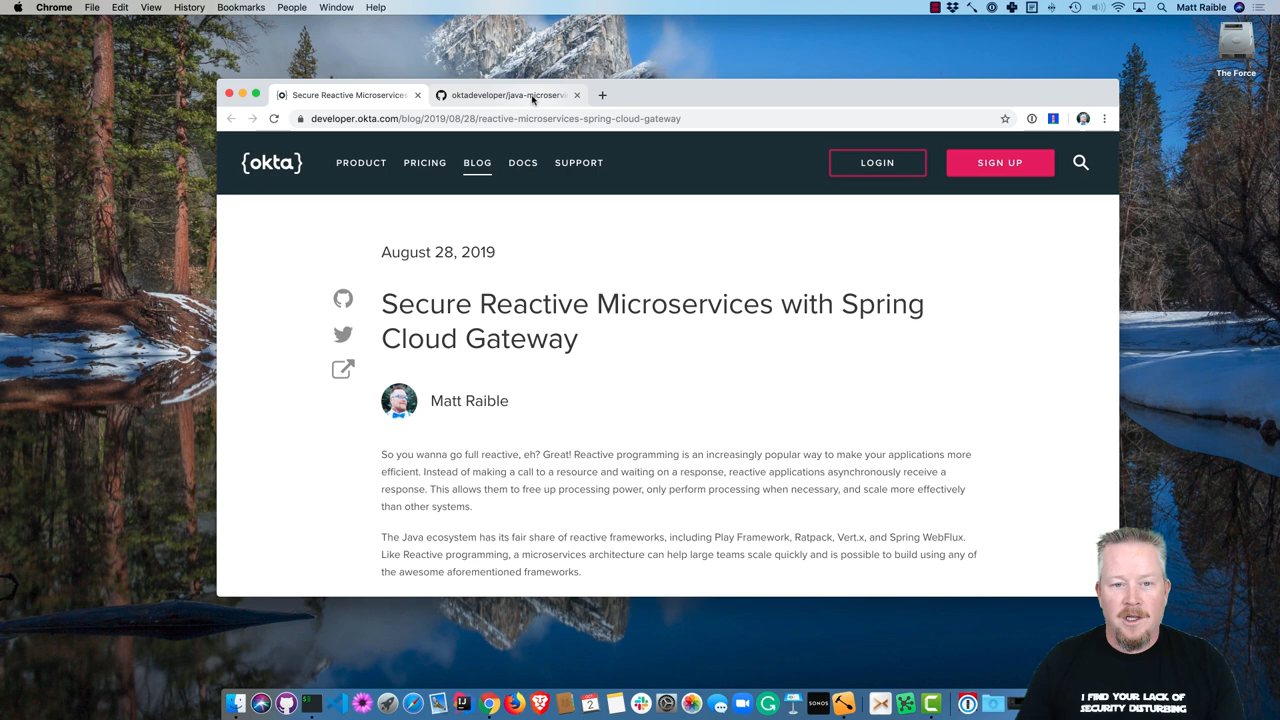 Chrome File Edit View History Bookmarks People Window Help Matt Raible
The Force
Secure Reactive Microservices
oktadeveloper/java-microservi
developer.okta.com/blog/2019/08/28/reactive-microservices-spring-cloud-gateway
{okta} PRODUCT PRICING BLOG DOCS SUPPORT LOGIN SIGN UP
August 28, 2019
Secure Reactive Microservices with Spring
Cloud Gateway
Matt Raible
So you wanna go full reactive, eh? Great! Reactive programming is an increasingly popular way to make your applications more
efficient. Instead of making a call to a resource and waiting on a response, reactive applications asynchronously receive a
response. This allows them to free up processing power, only perform processing when necessary, and scale more effectively
than other systems.
The Java ecosystem has its fair share of reactive frameworks, including Play Framework, Ratpack, Vert.x, and Spring WebFlux.
Like Reactive programming, a microservices architecture can help large teams scale quickly and is possible to build using any of
the awesome aforementioned frameworks.
I FIND YOUR LACK OF
SECURITY DISTURBING
SONOS
2